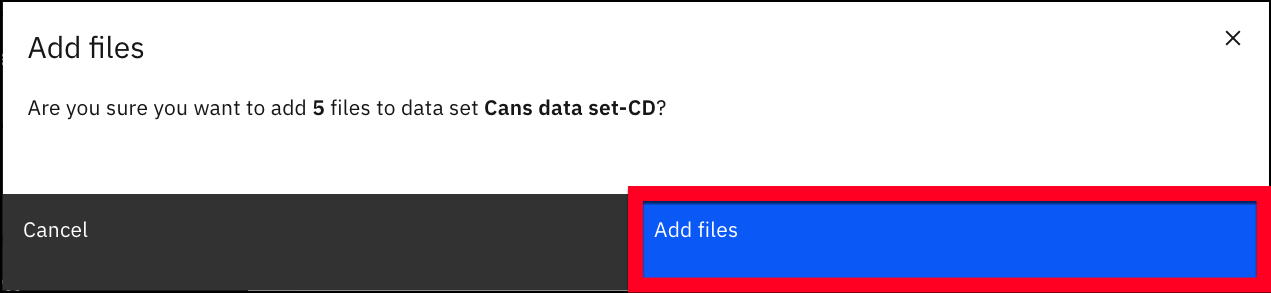 Add files
Are you sure you want to add 5 files to data set Cans data set-CD?
Cancel
Add files